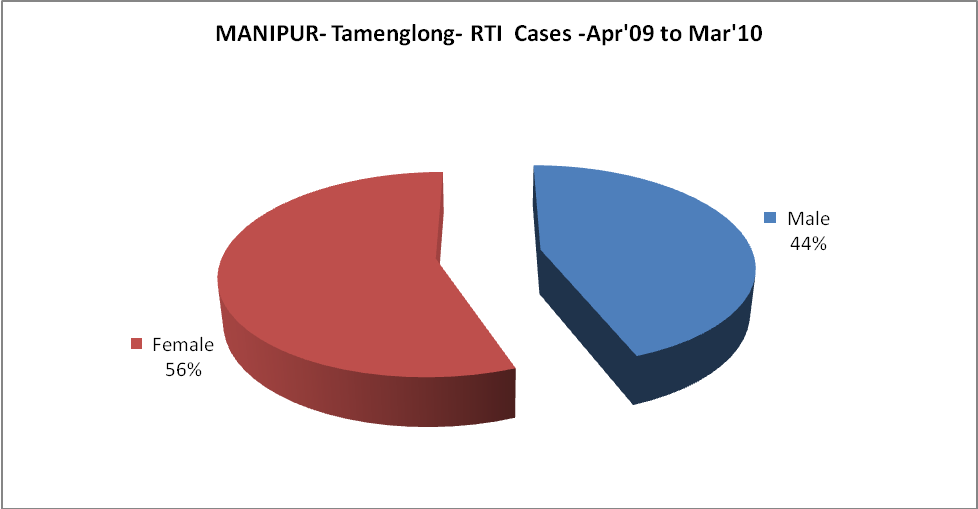 MANIPUR- Tamenglong- RTI  Cases -Apr'09 to Mar'10
Male
44%
Female
56%